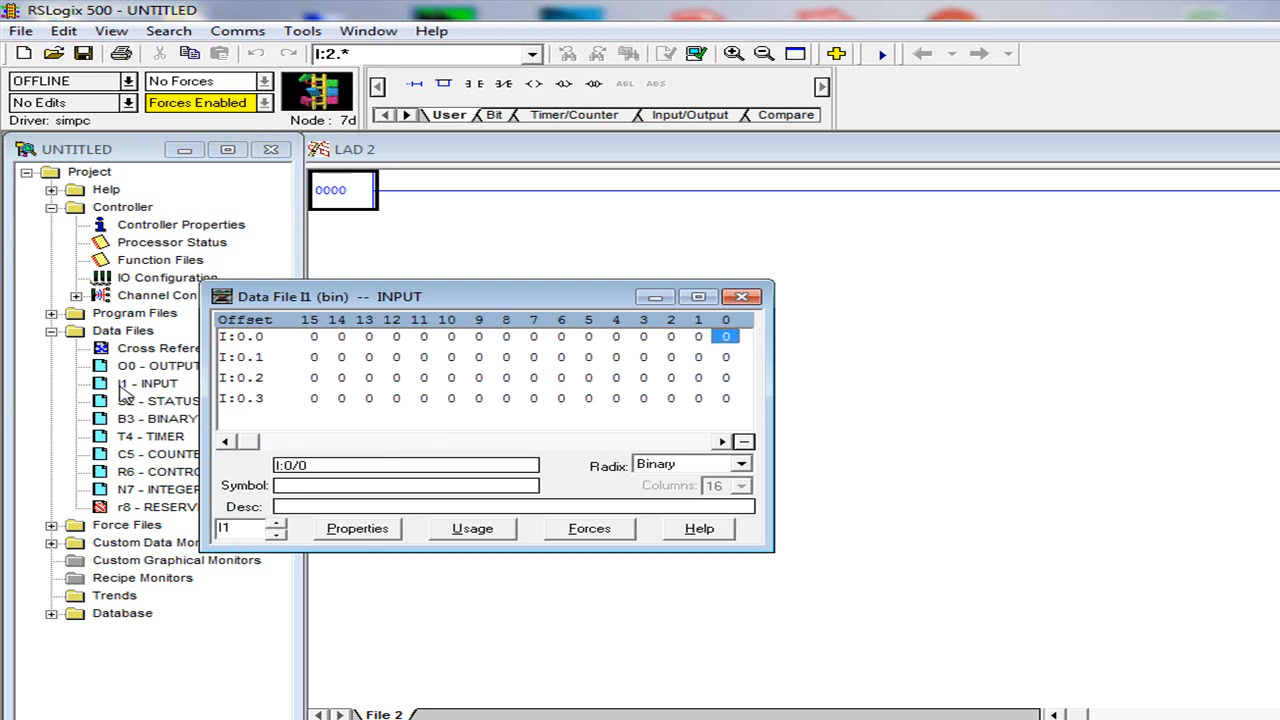 RSLogix 500 - UNTITLED
File Edit View Search Comms Tools Window Help
I:2.*
OFFLINE No Forces
No Edits Forces Enabled
Driver: simpc Node : 7d
ABL ABS
User Bit Timer/Counter Input/Output Compare
UNTITLED
LAD 2
Project
Help
Controller
Controller Properties
Processor Status
Function Files
IO Configuration
Channel Con
Program Files
Data Files
Cross Refere
O0 - OUTPUT
I1 - INPUT
S2 - STATUS
B3 - BINARY
T4 - TIMER
C5 - COUNTE
R6 - CONTRO
N7 - INTEGER
r8 - RESERV
Force Files
Custom Data Mon
Custom Graphical Monitors
Recipe Monitors
Trends
Database
0000
Data File I1 (bin) -- INPUT
Offset 15 14 13 12 11 10 9 8 7 6 5 4 3 2 1 0
I:0.0 0 0 0 0 0 0 0 0 0 0 0 0 0 0 0 0
I:0.1 0 0 0 0 0 0 0 0 0 0 0 0 0 0 0 0
I:0.2 0 0 0 0 0 0 0 0 0 0 0 0 0 0 0 0
I:0.3 0 0 0 0 0 0 0 0 0 0 0 0 0 0 0 0
I:0/0 Radix: Binary
Symbol: Columns: 16
Desc:
I1 Properties Usage Forces Help
File 2